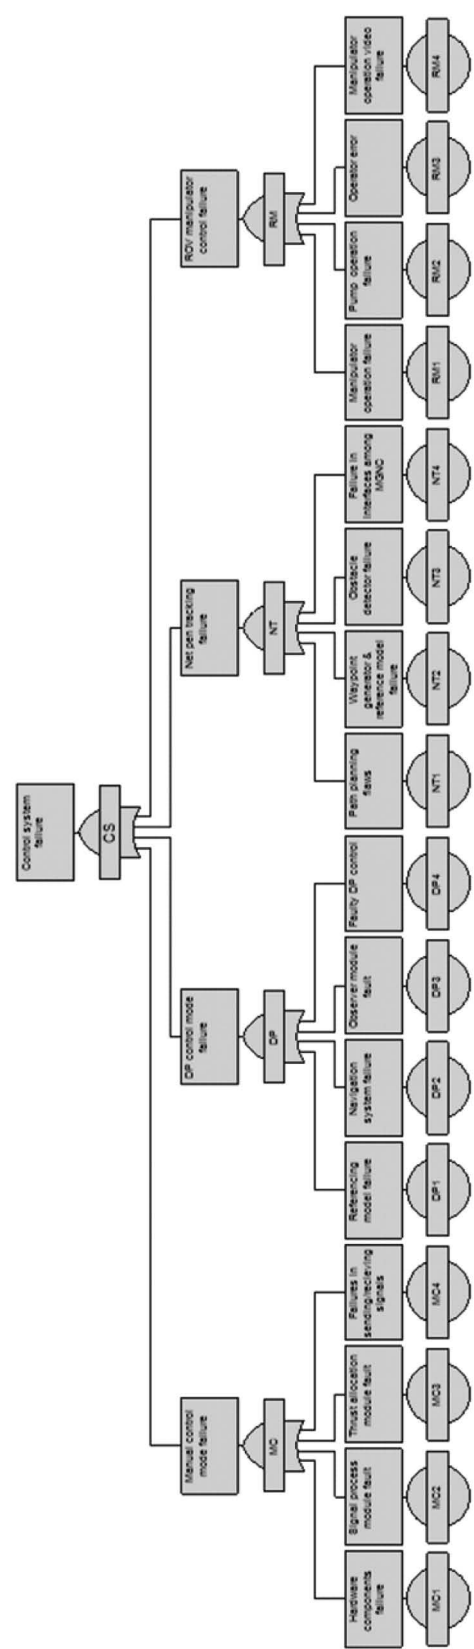 Control system
failure
CS
Manual control
mode failure
MC
DP control mode
failure
DP
Net pen tracking
failure
NT
ROV manipulator
control failure
RM
Hardware
components
failure
MC1
Signal process
module fault
MC2
Thrust allocation
module fault
MC3
Failures in
sending/recieving
signals
MC4
Referencing
model failure
DP1
Navigation
system failure
DP2
Observer module
fault
DP3
Faulty DP control
DP4
Path planning
flaws
NT1
Waypoint
generator &
reference model
failure
NT2
Obstacle
detector failure
NT3
Failure in
interfaces among
MGNC
NT4
Manipulator
operation failure
RM1
Pump operation
failure
RM2
Operator error
RM3
Manipulator
operation video
failure
RM4